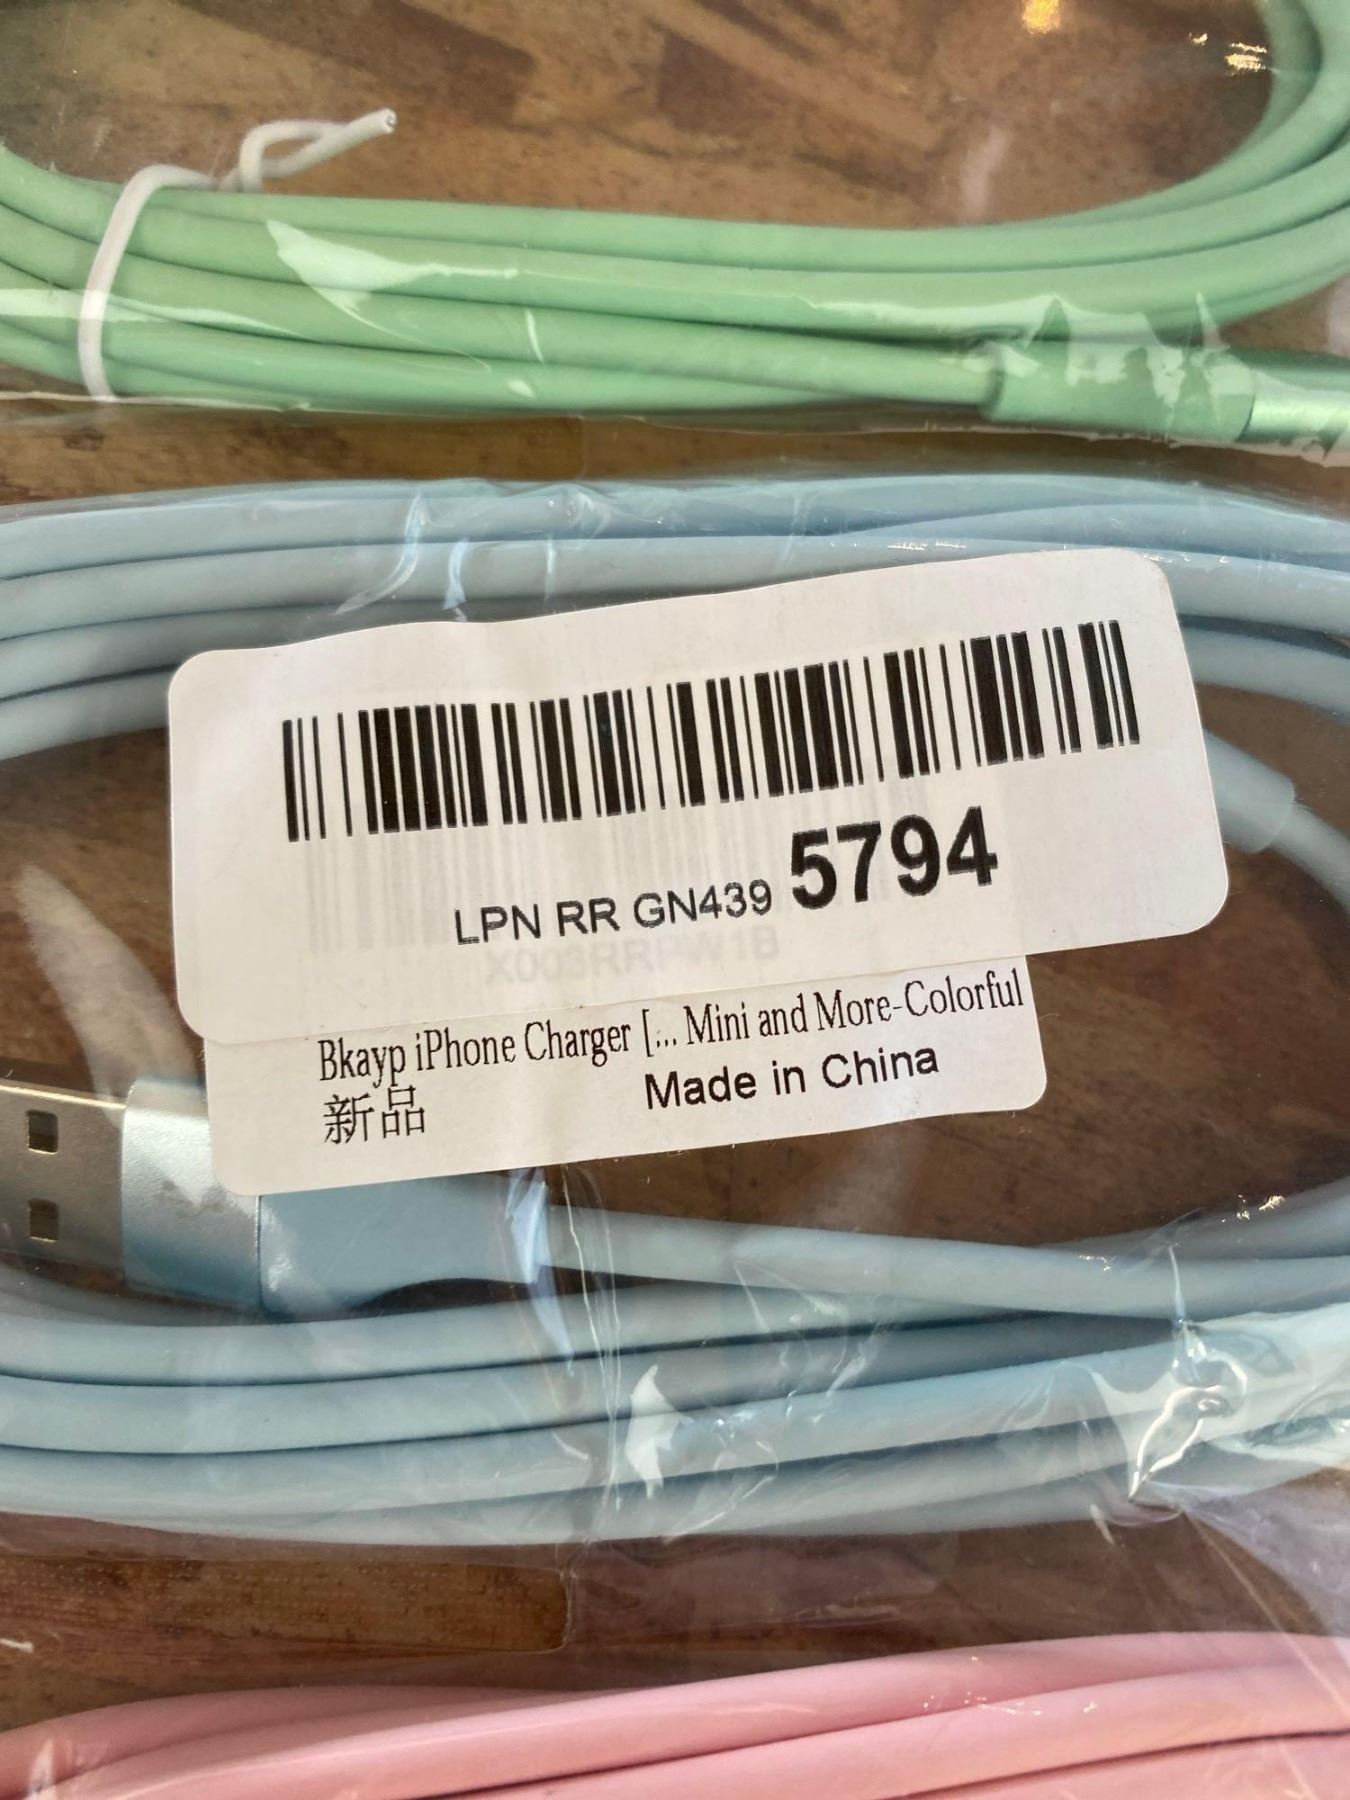 LPN RR GN439 5794
X003RRPW1B
Bkayp iPhone Charger [... Mini and More-Colorful
新品
Made in China